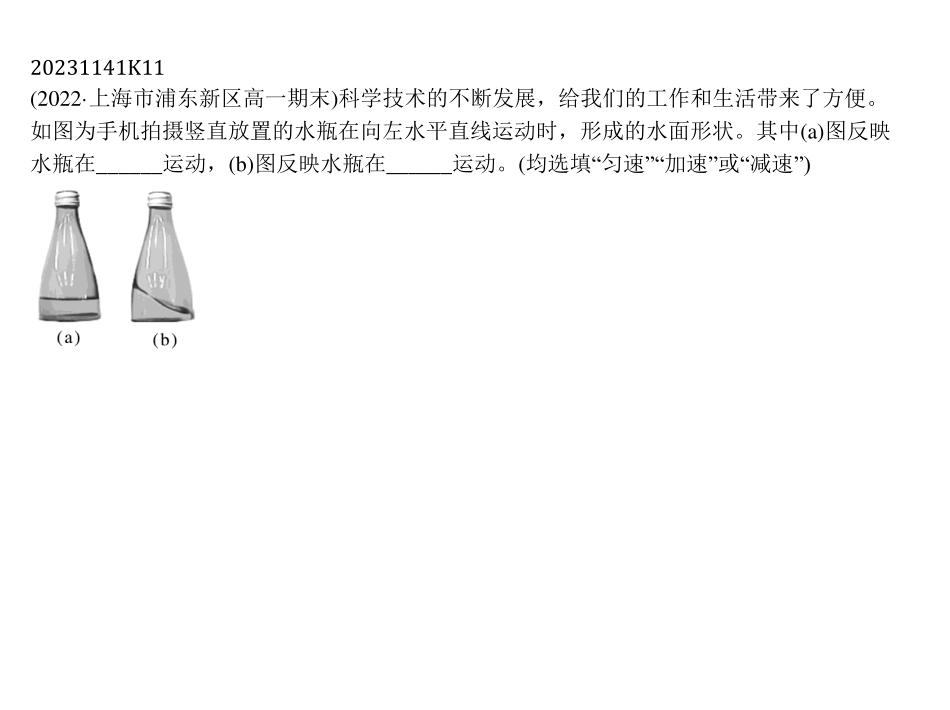 20231141K11
(2022·上海市浦东新区高一期末)科学技术的不断发展，给我们的工作和生活带来了方便。
如图为手机拍摄竖直放置的水瓶在向左水平直线运动时，形成的水面形状。其中(a)图反映
水瓶在______运动，(b)图反映水瓶在______运动。(均选填“匀速”“加速”或“减速”)
(a)
(b)